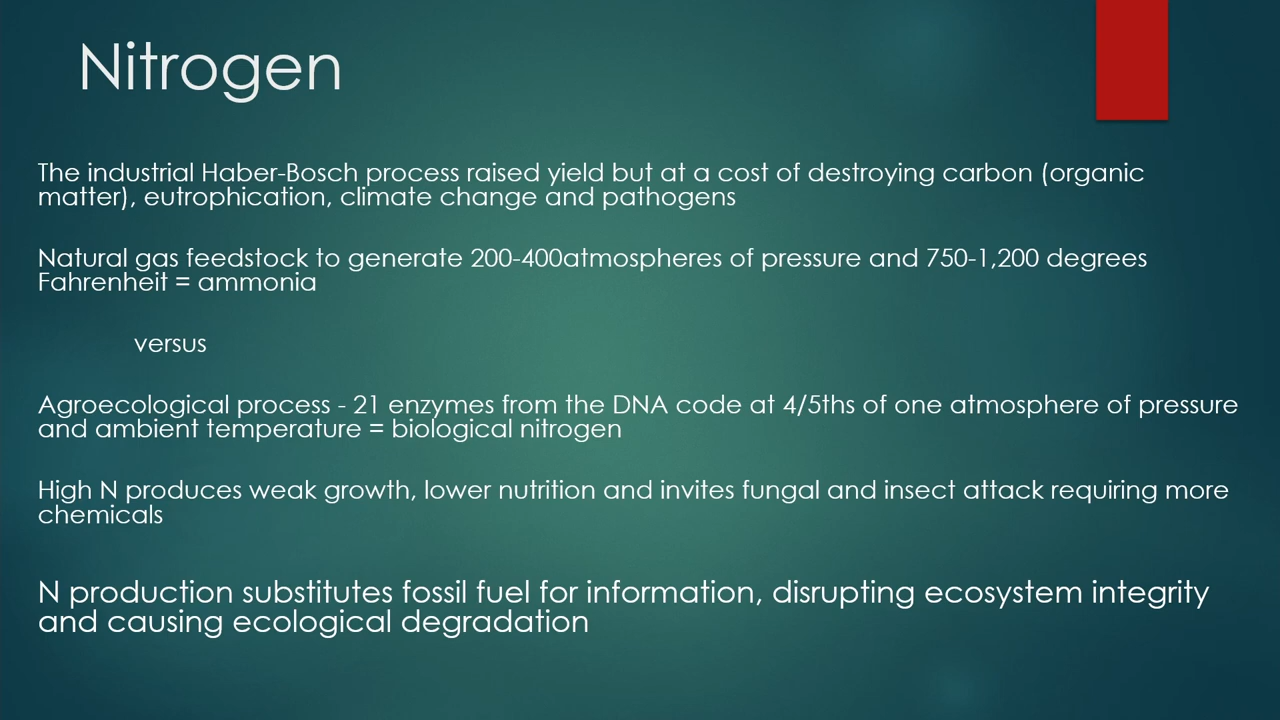 Nitrogen
The industrial Haber-Bosch process raised yield but at a cost of destroying carbon (organic
matter), eutrophication, climate change and pathogens
Natural gas feedstock to generate 200-400atmospheres of pressure and 750-1,200 degrees
Fahrenheit = ammonia
versus
Agroecological process - 21 enzymes from the DNA code at 4/5ths of one atmosphere of pressure
and ambient temperature = biological nitrogen
High N produces weak growth, lower nutrition and invites fungal and insect attack requiring more
chemicals
N production substitutes fossil fuel for information, disrupting ecosystem integrity
and causing ecological degradation